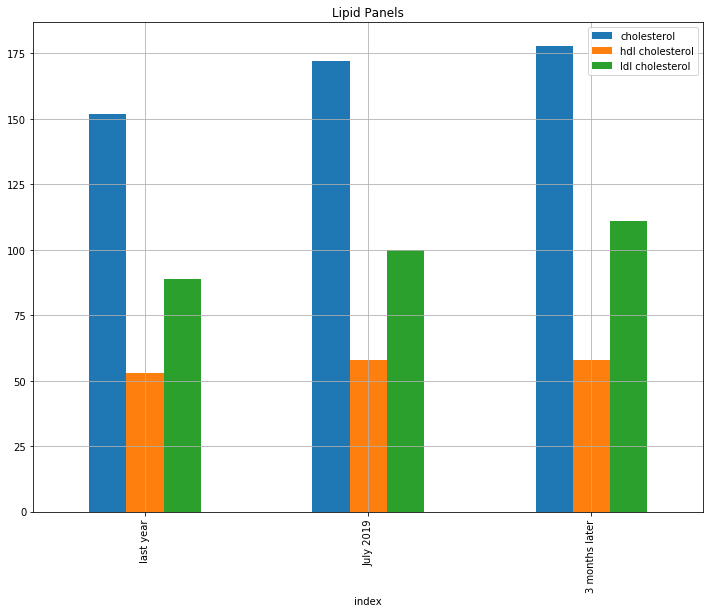 Lipid Panels
cholesterol
hdl cholesterol
ldl cholesterol
175
150
125
100
75
50
25
0
last year
July 2019
3 months later
index